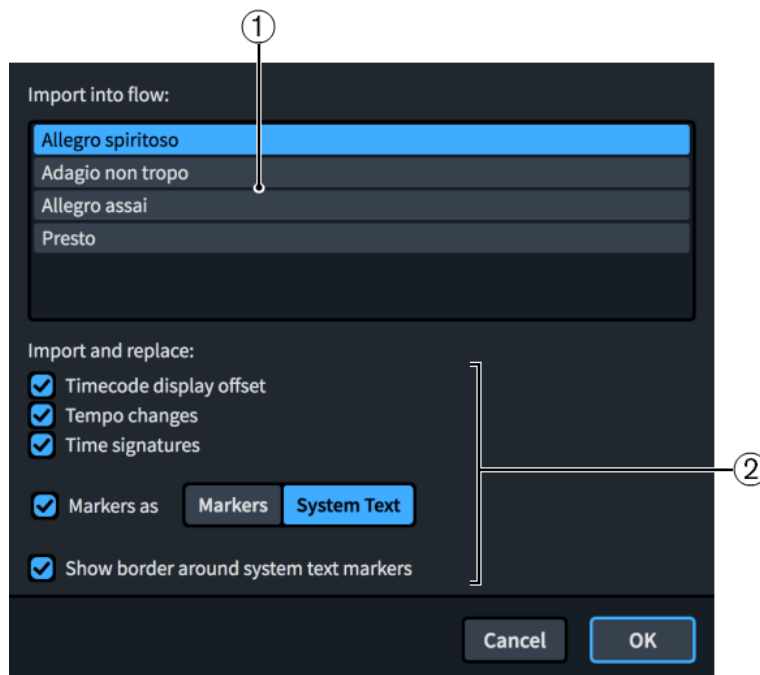 1
Import into flow:
Allegro spiritoso
Adagio non tropo
Allegro assai
Presto
Import and replace:
Timecode display offset
Tempo changes
Time signatures
2
Markers as Markers System Text
Show border around system text markers
Cancel OK